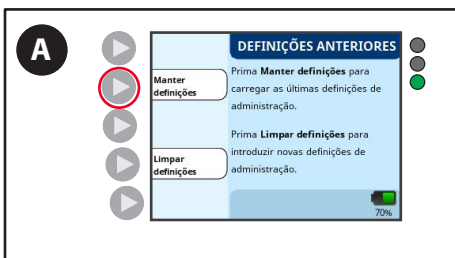 A
DEFINIÇÕES ANTERIORES
Manter
definições
Prima Manter definições para
carregar as últimas definições de
administração.
Prima Limpar definições para
introduzir novas definições de
administração.
Limpar
definições
70%